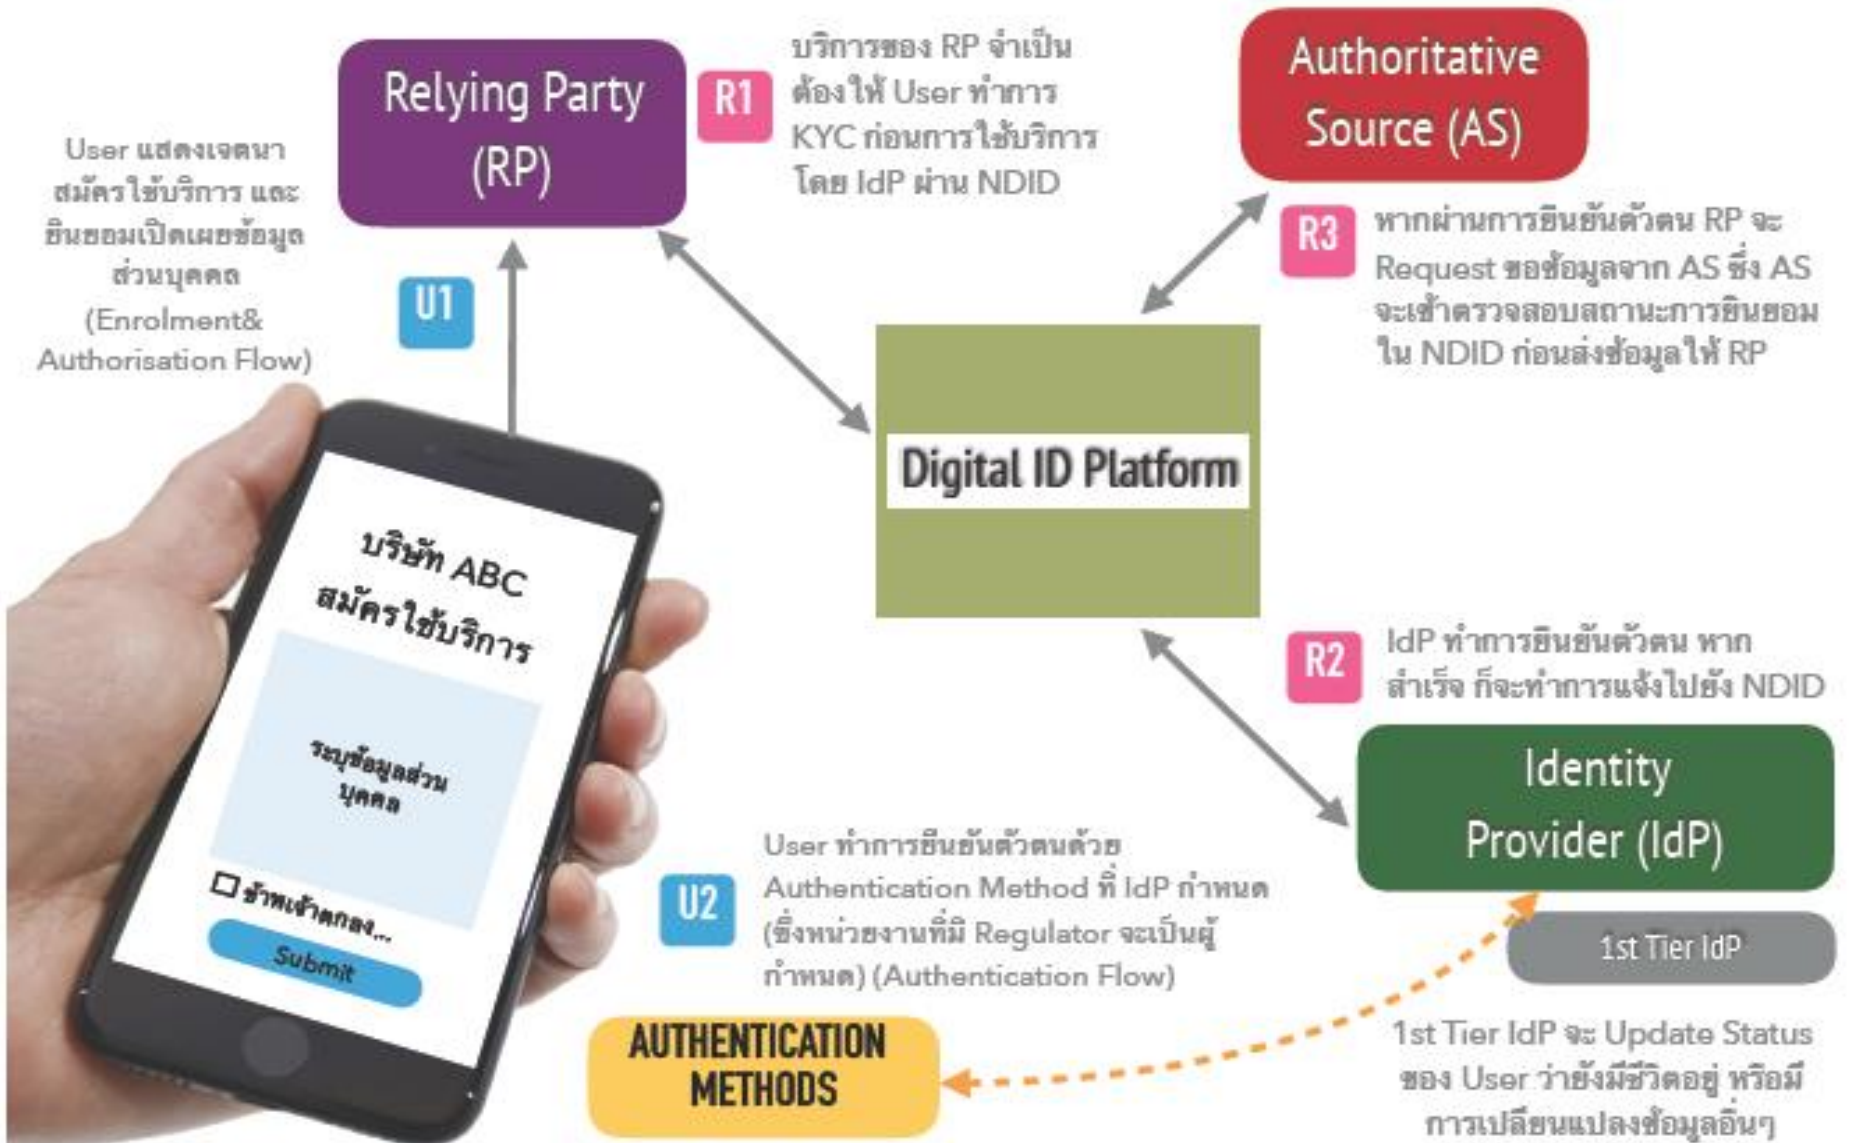 Relying Party
(RP)
R1
บริการของ RP จำเป็น
ต้องให้ User ทำการ
KYC ก่อนการใช้บริการ
โดย IdP ผ่าน NDID
Authoritative
Source (AS)
User แสดงเจตนา
สมัครใช้บริการ และ
ยินยอมเปิดเผยข้อมูล
ส่วนบุคคล
(Enrolment&
Authorisation Flow)
U1
R3
หากผ่านการยืนยันตัวตน RP จะ
Request ขอข้อมูลจาก AS ซึ่ง AS
จะเข้าตรวจสอบสถานะการยินยอม
ใน NDID ก่อนส่งข้อมูลให้ RP
Digital ID Platform
บริษัท ABC
สมัครใช้บริการ
ระบุข้อมูลส่วน
บุคคล
ข้าพเจ้าตกลง...
Submit
R2
IdP ทำการยืนยันตัวตน หาก
สำเร็จ ก็จะทำการแจ้งไปยัง NDID
Identity
Provider (IdP)
U2
User ทำการยืนยันตัวตนด้วย
Authentication Method ที่ IdP กำหนด
(ซึ่งหน่วยงานที่มี Regulator จะเป็นผู้
กำหนด) (Authentication Flow)
1st Tier IdP
AUTHENTICATION
METHODS
1st Tier IdP จะ Update Status
ของ User ว่ายังมีชีวิตอยู่ หรือมี
การเปลี่ยนแปลงข้อมูลอื่นๆ